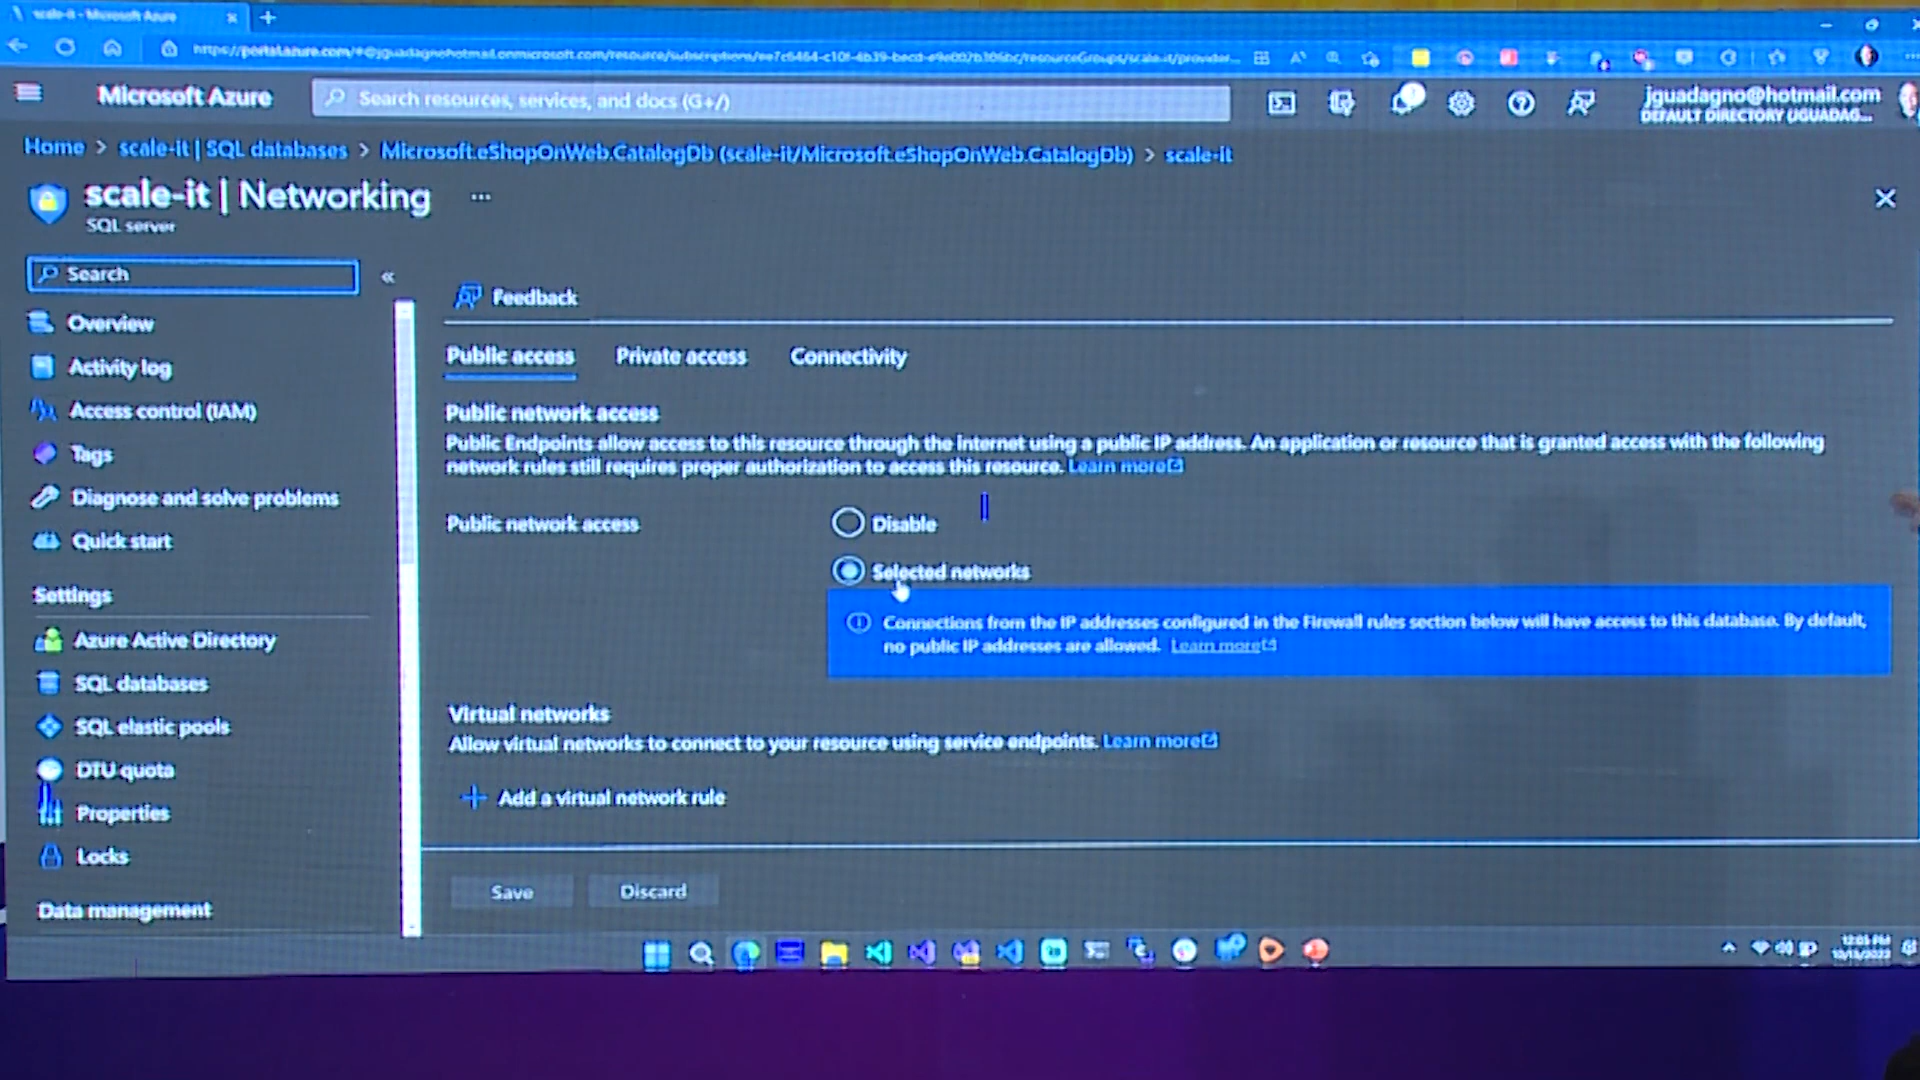 scale-it - Microsoft Azure
Microsoft Azure
Search resources, services, and docs (G+/)
jguadagno@hotmail.com
DEFAULT DIRECTORY (JGUADAG...
Home > scale-it | SQL databases > Microsoft.eShopOnWeb.CatalogDb (scale-it/Microsoft.eShopOnWeb.CatalogDb) > scale-it
scale-it | Networking ...
SQL server
Search
«
Overview
Activity log
Access control (IAM)
Tags
Diagnose and solve problems
Quick start
Settings
Azure Active Directory
SQL databases
SQL elastic pools
DTU quota
Properties
Locks
Data management
Feedback
Public access Private access Connectivity
Public network access
Public Endpoints allow access to this resource through the internet using a public IP address. An application or resource that is granted access with the following
network rules still requires proper authorization to access this resource. Learn more
Public network access
Disable
Selected networks
Connections from the IP addresses configured in the Firewall rules section below will have access to this database. By default,
no public IP addresses are allowed. Learn more
Virtual networks
Allow virtual networks to connect to your resource using service endpoints. Learn more
+ Add a virtual network rule
Save Discard
12:05 PM